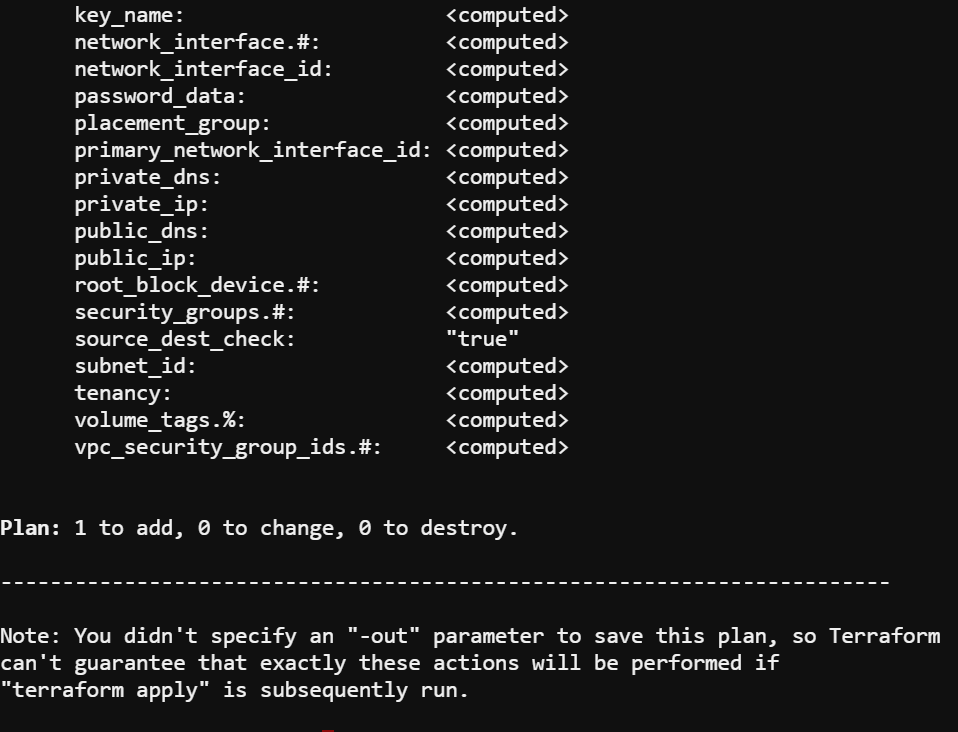 key_name: <computed>
network_interface.#: <computed>
network_interface_id: <computed>
password_data: <computed>
placement_group: <computed>
primary_network_interface_id: <computed>
private_dns: <computed>
private_ip: <computed>
public_dns: <computed>
public_ip: <computed>
root_block_device.#: <computed>
security_groups.#: <computed>
source_dest_check: "true"
subnet_id: <computed>
tenancy: <computed>
volume_tags.%: <computed>
vpc_security_group_ids.#: <computed>
Plan: 1 to add, 0 to change, 0 to destroy.
------------------------------------------------------------------------
Note: You didn't specify an "-out" parameter to save this plan, so Terraform
can't guarantee that exactly these actions will be performed if
"terraform apply" is subsequently run.